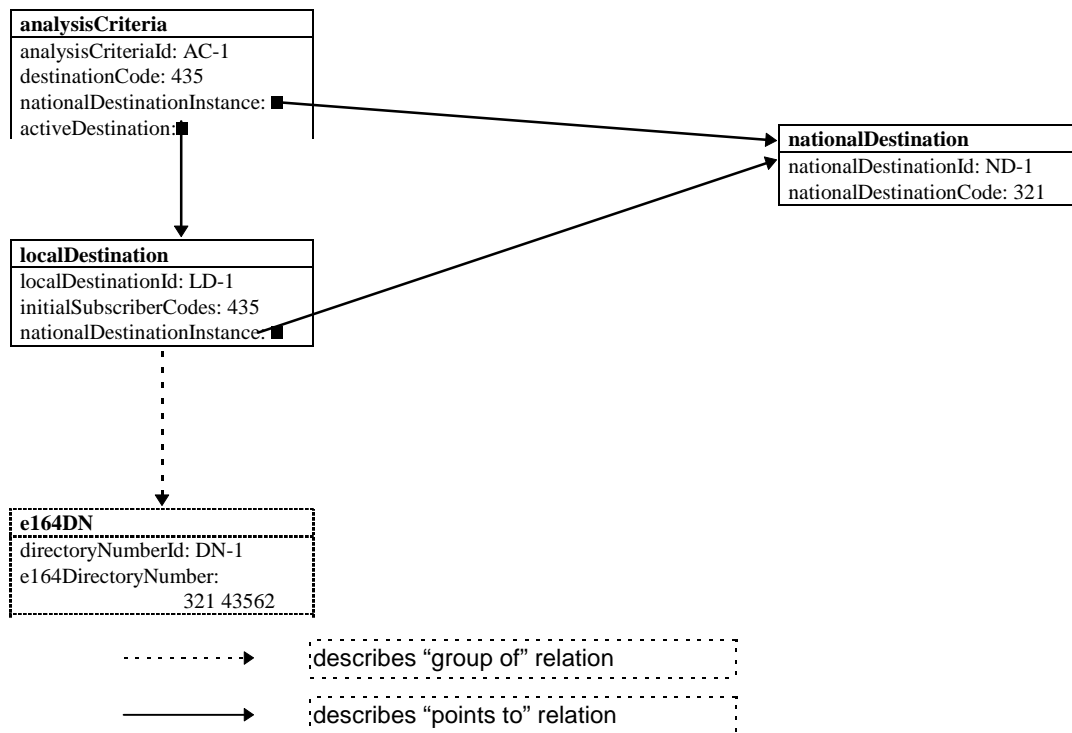 analysisCriteria
analysisCriteriaId: AC-1
destinationCode: 435
nationalDestinationInstance:
activeDestination:
nationalDestination
nationalDestinationId: ND-1
nationalDestinationCode: 321
localDestination
localDestinationId: LD-1
initialSubscriberCodes: 435
nationalDestinationInstance:
e164DN
directoryNumberId: DN-1
e164DirectoryNumber:
321 43562
describes “group of” relation
describes “points to” relation